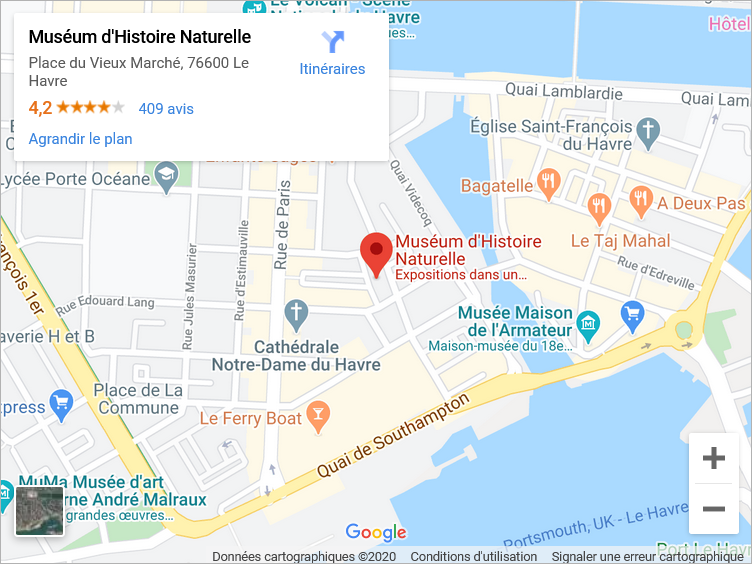 Le Volcan - Scène
Hôtel
Muséum d'Histoire Naturelle
Place du Vieux Marché, 76600 Le
Havre
Itinéraires
4,2
409 avis
Agrandir le plan
Quai Lamblardie
Quai Lam
Église Saint-François
du Havre
Lycée Porte Océane
Quai Videcoq
Bagatelle
A Deux Pas
Le Taj Mahal
Rue de Paris
Muséum d'Histoire
Naturelle
Expositions dans un...
Rue d'Edreville
Rue d'Estimauville
Rue Jules Masurier
Rue Edouard Lang
François 1er
Musée Maison
de l'Armateur
Maison-musée du 18e...
averie H et B
Cathédrale
Notre-Dame du Havre
Place de La
Commune
xpress
Le Ferry Boat
Quai de Southampton
MuMa Musée d'art
rne André Malraux
grandes œuvres...
Google
Portsmouth, UK - Le Havre
Port Le Havre
Données cartographiques ©2020
Conditions d'utilisation
Signaler une erreur cartographique